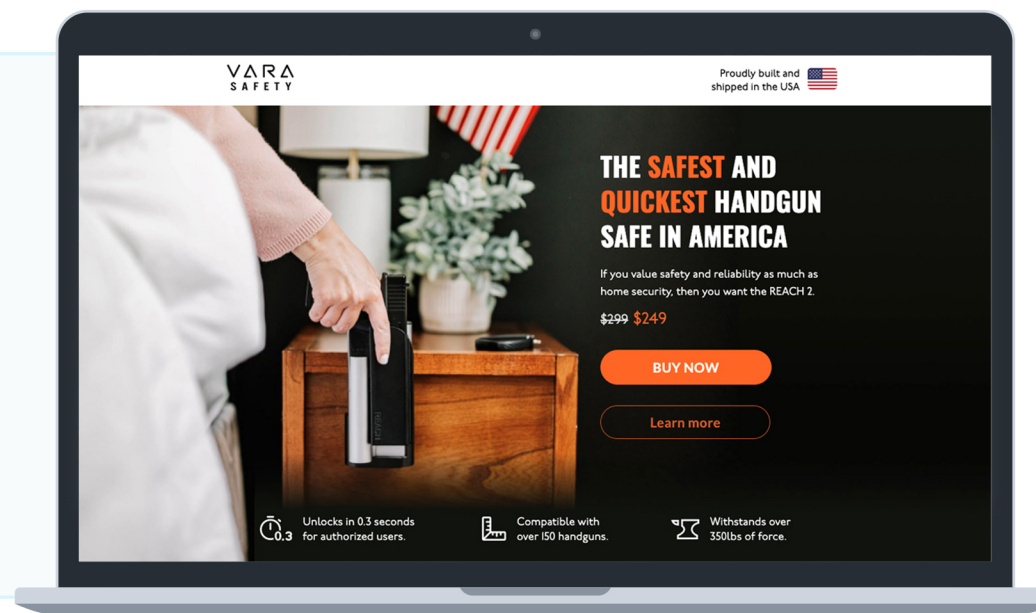 VARA
SAFETY
Proudly built and
shipped in the USA
THE SAFEST AND
QUICKEST HANDGUN
SAFE IN AMERICA
If you value safety and reliability as much as
home security, then you want the REACH 2.
$299 $249
BUY NOW
Learn more
REACH
0.3
Unlocks in 0.3 seconds
for authorized users.
Compatible with
over 150 handguns.
Withstands over
350lbs of force.